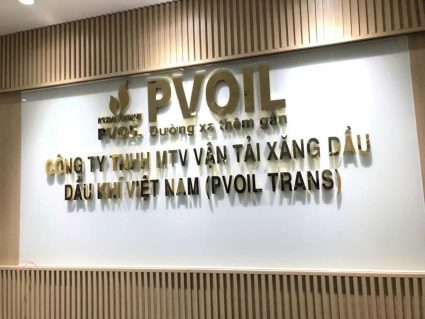 PVOIL
PETROVIETNAM
PVOIL Đường xa thêm gần
CÔNG TY TNHH MTV VẬN TẢI XĂNG DẦU
DẦU KHÍ VIỆT NAM (PVOIL TRANS)